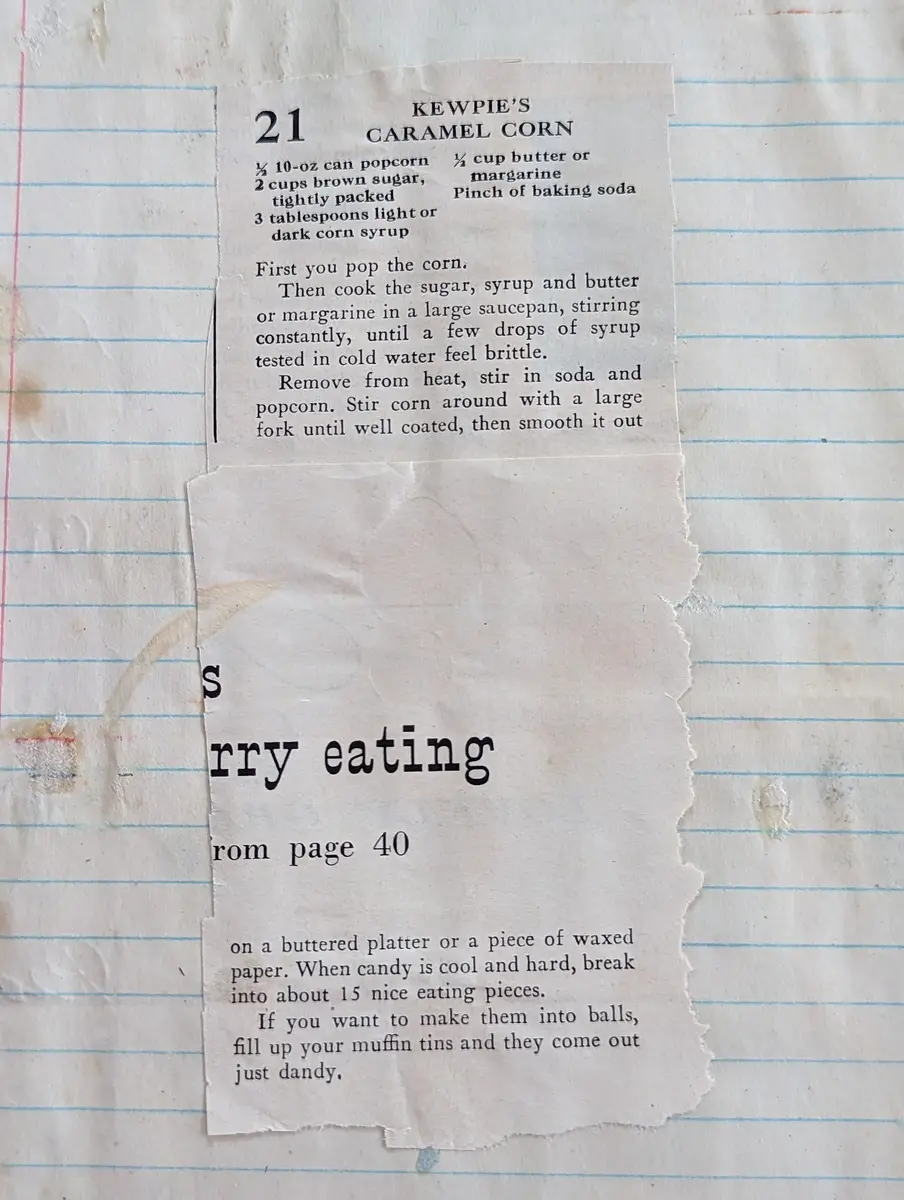 21
KEWPIE'S
CARAMEL CORN
½ 10-oz can popcorn
2 cups brown sugar,
tightly packed
3 tablespoons light or
dark corn syrup
½ cup butter or
margarine
Pinch of baking soda
First you pop the corn.
Then cook the sugar, syrup and butter
or margarine in a large saucepan, stirring
constantly, until a few drops of syrup
tested in cold water feel brittle.
Remove from heat, stir in soda and
popcorn. Stir corn around with a large
fork until well coated, then smooth it out
s
rry eating
rom page 40
on a buttered platter or a piece of waxed
paper. When candy is cool and hard, break
into about 15 nice eating pieces.
If you want to make them into balls,
fill up your muffin tins and they come out
just dandy.